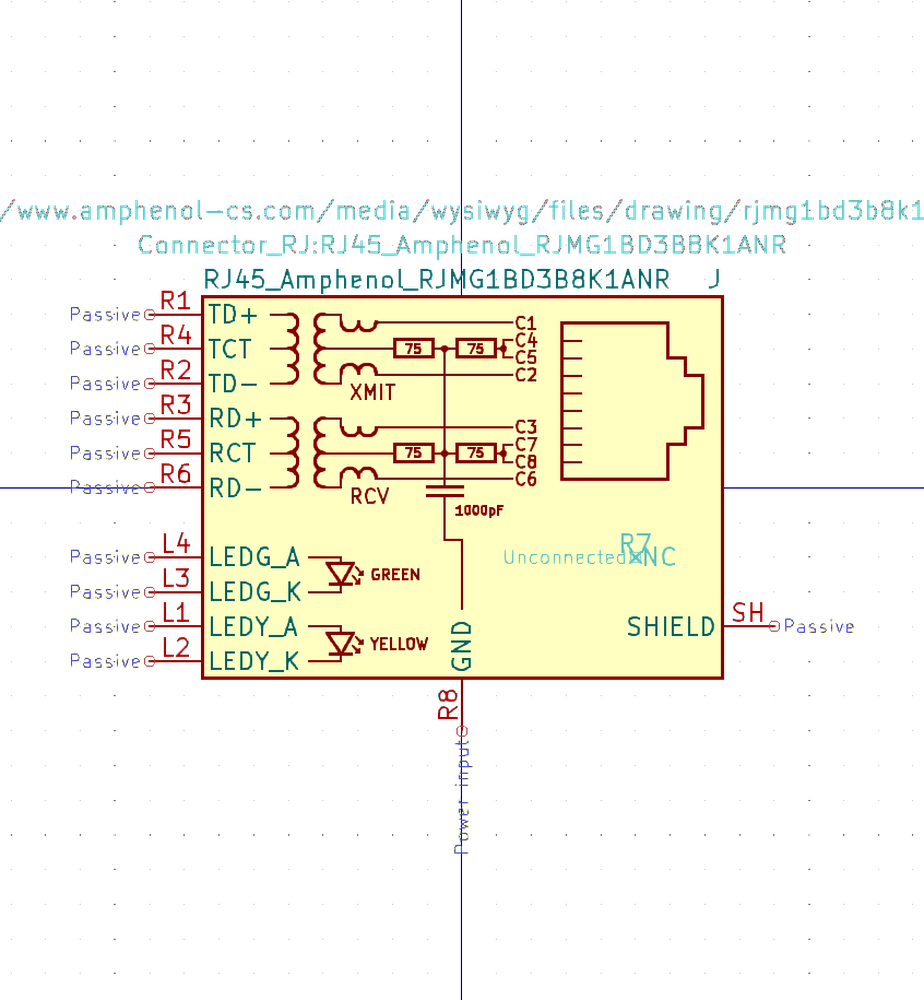 /www.amphenol-cs.com/media/wysiwyg/files/drawing/rjmg1bd3b8k1
Connector_RJ:RJ45_Amphenol_RJMG1BD3B8K1ANR
RJ45_Amphenol_RJMG1BD3B8K1ANR J
Passive R1 TD+ C1
Passive R4 TCT 75 75 C4
C5
Passive R2 TD- C2
XMIT
Passive R3 RD+ C3
C7
Passive R5 RCT 75 75 C8
Passive R6 RD- C6
RCV
1000pF
R7
Passive L4 LEDG_A Unconnected NC
GREEN
Passive L3 LEDG_K
Passive L1 LEDY_A SHIELD SH Passive
YELLOW
Passive L2 LEDY_K
GND
R8
Power input